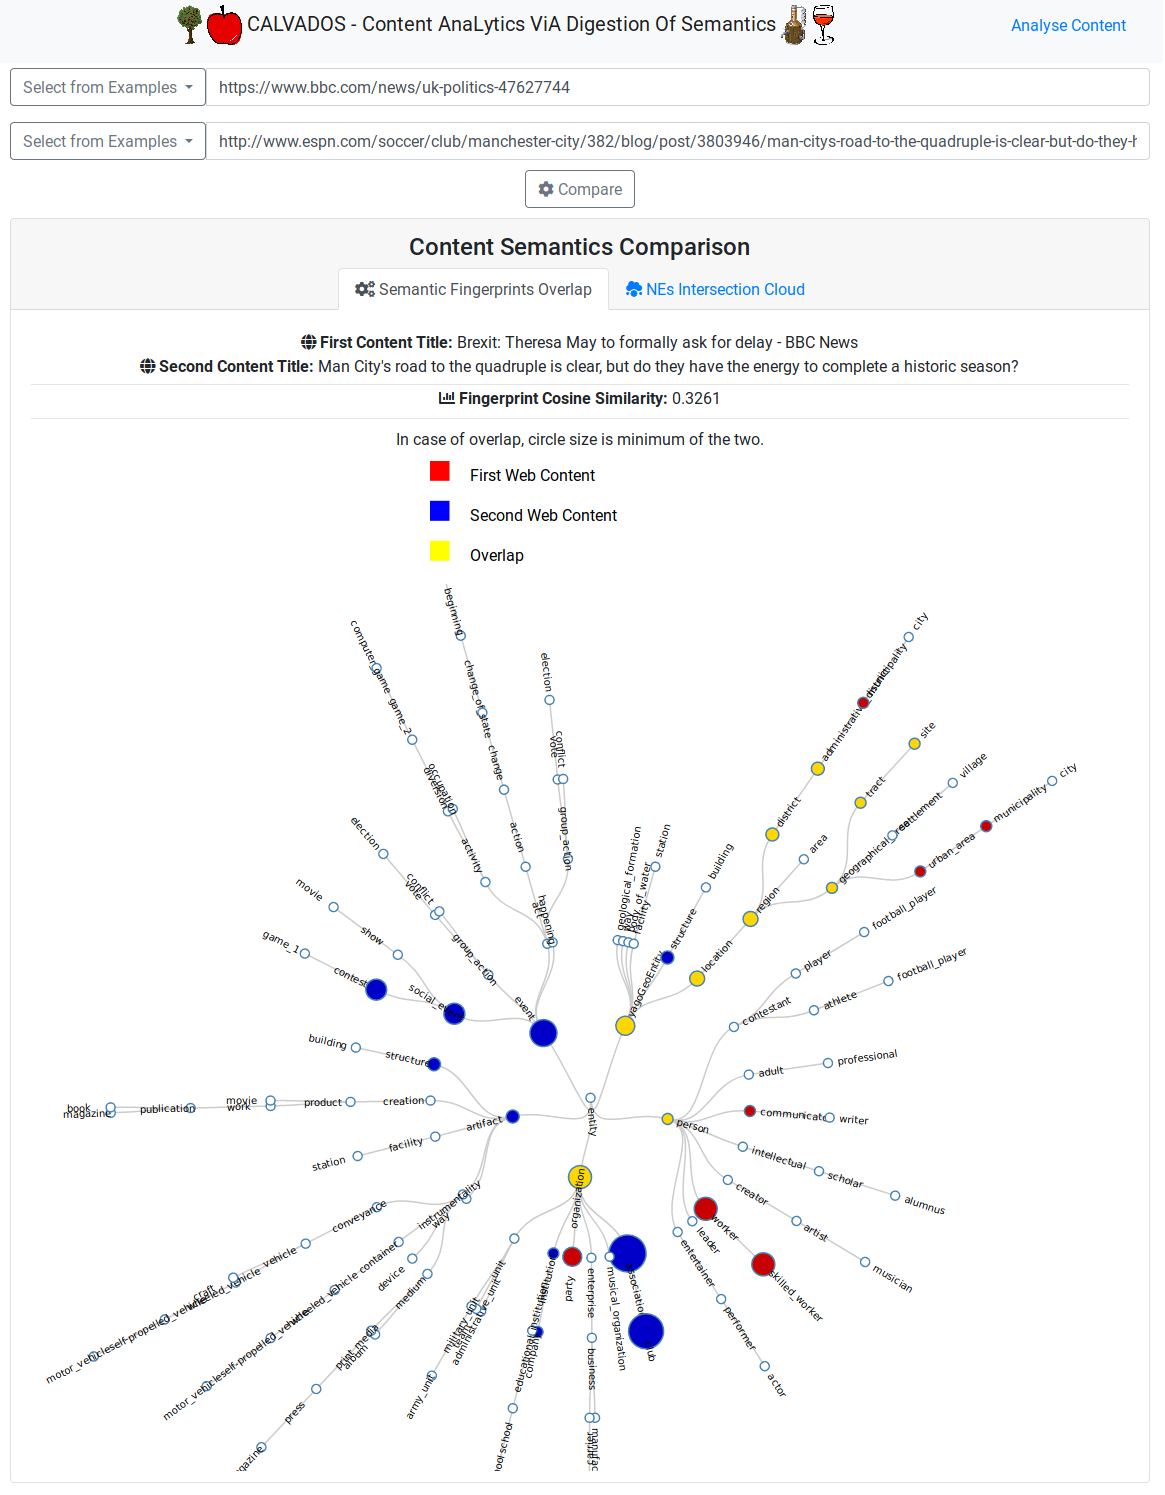 CALVADOS - Content AnaLytics ViA Digestion Of Semantics
Analyse Content
Select from Examples
https://www.bbc.com/news/uk-politics-47627744
Select from Examples
http://www.espn.com/soccer/club/manchester-city/382/blog/post/3803946/man-citys-road-to-the-quadruple-is-clear-but-do-they-h
Compare
Content Semantics Comparison
Semantic Fingerprints Overlap
NEs Intersection Cloud
First Content Title: Brexit: Theresa May to formally ask for delay - BBC News
Second Content Title: Man City's road to the quadruple is clear, but do they have the energy to complete a historic season?
Fingerprint Cosine Similarity: 0.3261
In case of overlap, circle size is minimum of the two.
First Web Content
Second Web Content
Overlap
beginning
computer_game
game_2
change_of_state
change
election
conflict
vote
occupation
diversion
activity
action
group_action
happening
act
election
conflict
vote
group_action
movie
show
game_1
contest
social_event
event
building
structure
book
magazine
publication
movie
work
product
creation
artifact
station
facility
instrumentality
way
conveyance
container
device
medium
vehicle
wheeled_vehicle
craft
self-propelled_vehicle
motor_vehicle
wheeled_vehicle
self-propelled_vehicle
motor_vehicle
print_media
album
press
unit
military_unit
team
administrative_unit
army_unit
entity
organization
institution
educational_institution
company
school
party
enterprise
business
musical_organization
association
club
city
municipality
administrative_district
district
site
tract
village
settlement
geographical_area
city
municipality
urban_area
area
region
location
yagoGeoEntity
geological_formation
way
body_of_water
facility
station
structure
building
football_player
player
contestant
athlete
football_player
adult
professional
person
communicator
writer
intellectual
scholar
alumnus
creator
artist
musician
worker
skilled_worker
leader
entertainer
performer
actor